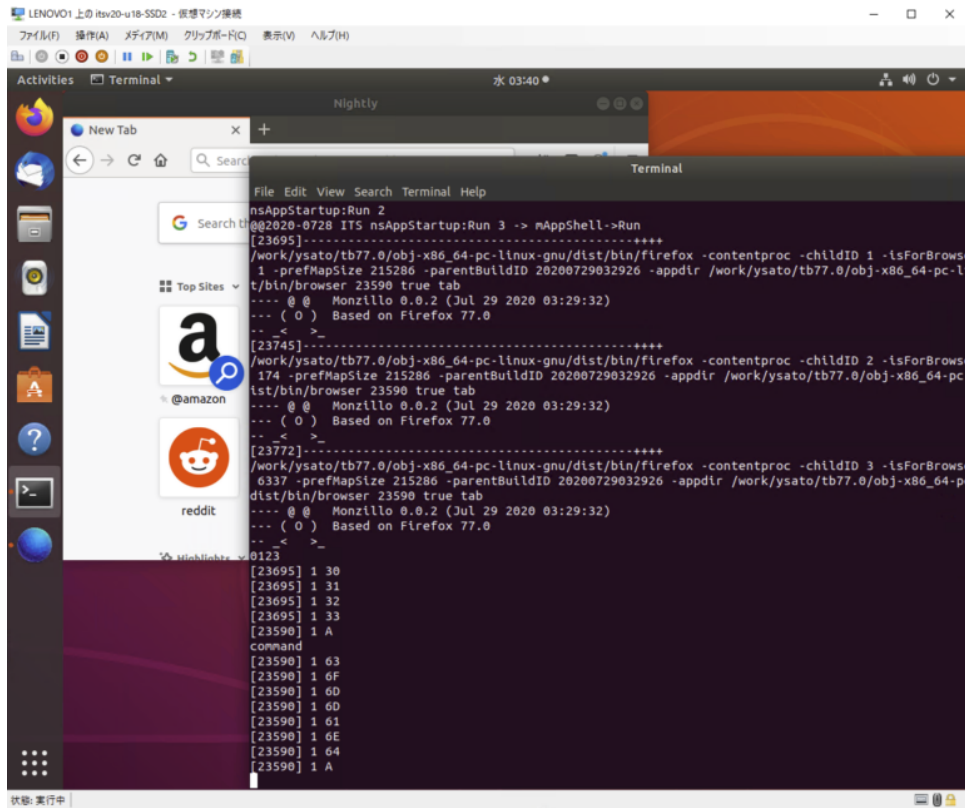 LENOVO1 上の itsv20-u18-SSD2 - 仮想マシン接続
ファイル(F) 操作(A) メディア(M) クリップボード(C) 表示(V) ヘルプ(H)
Activities Terminal 水 03:40
Nightly
New Tab
Search
Terminal
File Edit View Search Terminal Help
Search th
Top Sites
@amazon
reddit
Highlights
nsAppStartup:Run 2
@@2020-0728 ITS nsAppStartup:Run 3 -> mAppShell->Run
[23695]---------------------------------------------++++
/work/ysato/tb77.0/obj-x86_64-pc-linux-gnu/dist/bin/firefox -contentproc -childID 1 -isForBrowse
1 -prefMapSize 215286 -parentBuildID 20200729032926 -appdir /work/ysato/tb77.0/obj-x86_64-pc-li
t/bin/browser 23590 true tab
---- @ @ Monzillo 0.0.2 (Jul 29 2020 03:29:32)
--- ( O ) Based on Firefox 77.0
-- _< >_
[23745]---------------------------------------------++++
/work/ysato/tb77.0/obj-x86_64-pc-linux-gnu/dist/bin/firefox -contentproc -childID 2 -isForBrowse
174 -prefMapSize 215286 -parentBuildID 20200729032926 -appdir /work/ysato/tb77.0/obj-x86_64-pc-
ist/bin/browser 23590 true tab
---- @ @ Monzillo 0.0.2 (Jul 29 2020 03:29:32)
--- ( O ) Based on Firefox 77.0
-- _< >_
[23772]---------------------------------------------++++
/work/ysato/tb77.0/obj-x86_64-pc-linux-gnu/dist/bin/firefox -contentproc -childID 3 -isForBrowse
6337 -prefMapSize 215286 -parentBuildID 20200729032926 -appdir /work/ysato/tb77.0/obj-x86_64-pc
dist/bin/browser 23590 true tab
---- @ @ Monzillo 0.0.2 (Jul 29 2020 03:29:32)
--- ( O ) Based on Firefox 77.0
-- _< >_
0123
[23695] 1 30
[23695] 1 31
[23695] 1 32
[23695] 1 33
[23590] 1 A
command
[23590] 1 63
[23590] 1 6F
[23590] 1 6D
[23590] 1 6D
[23590] 1 61
[23590] 1 6E
[23590] 1 64
[23590] 1 A
状態: 実行中